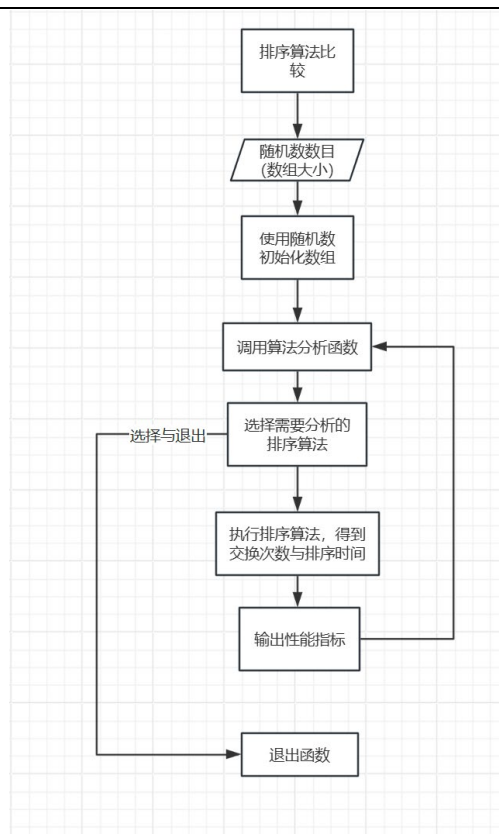 排序算法比
较
随机数数目
(数组大小)
使用随机数
初始化数组
调用算法分析函数
选择需要分析的
排序算法
选择与退出
执行排序算法，得到
交换次数与排序时间
输出性能指标
退出函数